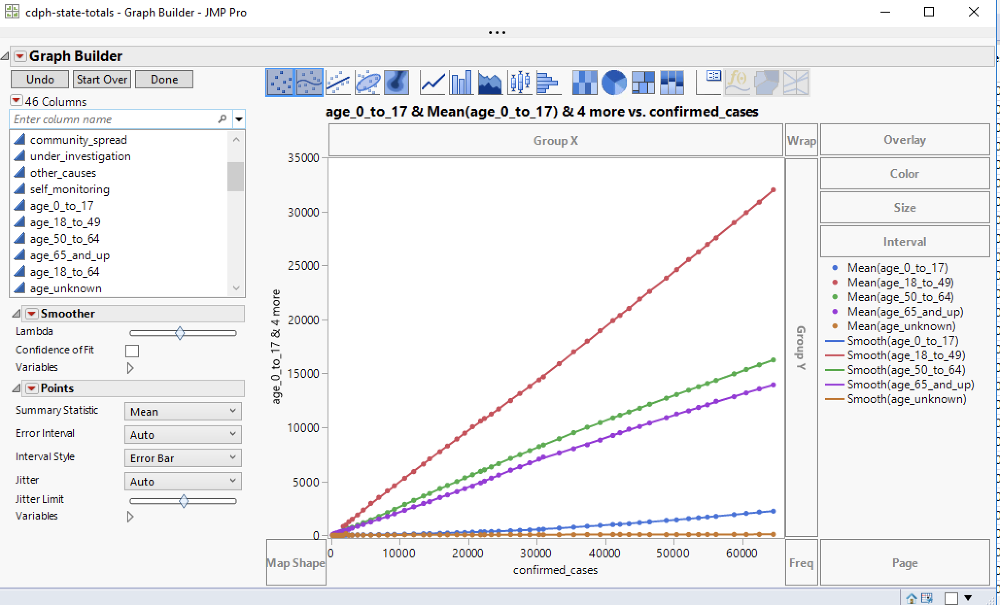 cdph-state-totals - Graph Builder - JMP Pro
Graph Builder
Undo
Start Over
Done
46 Columns
Enter column name
community_spread
under_investigation
other_causes
self_monitoring
age_0_to_17
age_18_to_49
age_50_to_64
age_65_and_up
age_18_to_64
age_unknown
Smoother
Lambda
Confidence of Fit
Variables
Points
Summary Statistic Mean
Error Interval Auto
Interval Style Error Bar
Jitter Auto
Jitter Limit
Variables
age_0_to_17 & Mean(age_0_to_17) & 4 more vs. confirmed_cases
Group X
Wrap
Overlay
Color
Size
Interval
35000
30000
25000
20000
15000
10000
5000
0
age_0_to_17 & 4 more
Group Y
Mean(age_0_to_17)
Mean(age_18_to_49)
Mean(age_50_to_64)
Mean(age_65_and_up)
Mean(age_unknown)
Smooth(age_0_to_17)
Smooth(age_18_to_49)
Smooth(age_50_to_64)
Smooth(age_65_and_up)
Smooth(age_unknown)
0 10000 20000 30000 40000 50000 60000
confirmed_cases
Map Shape
Freq
Page